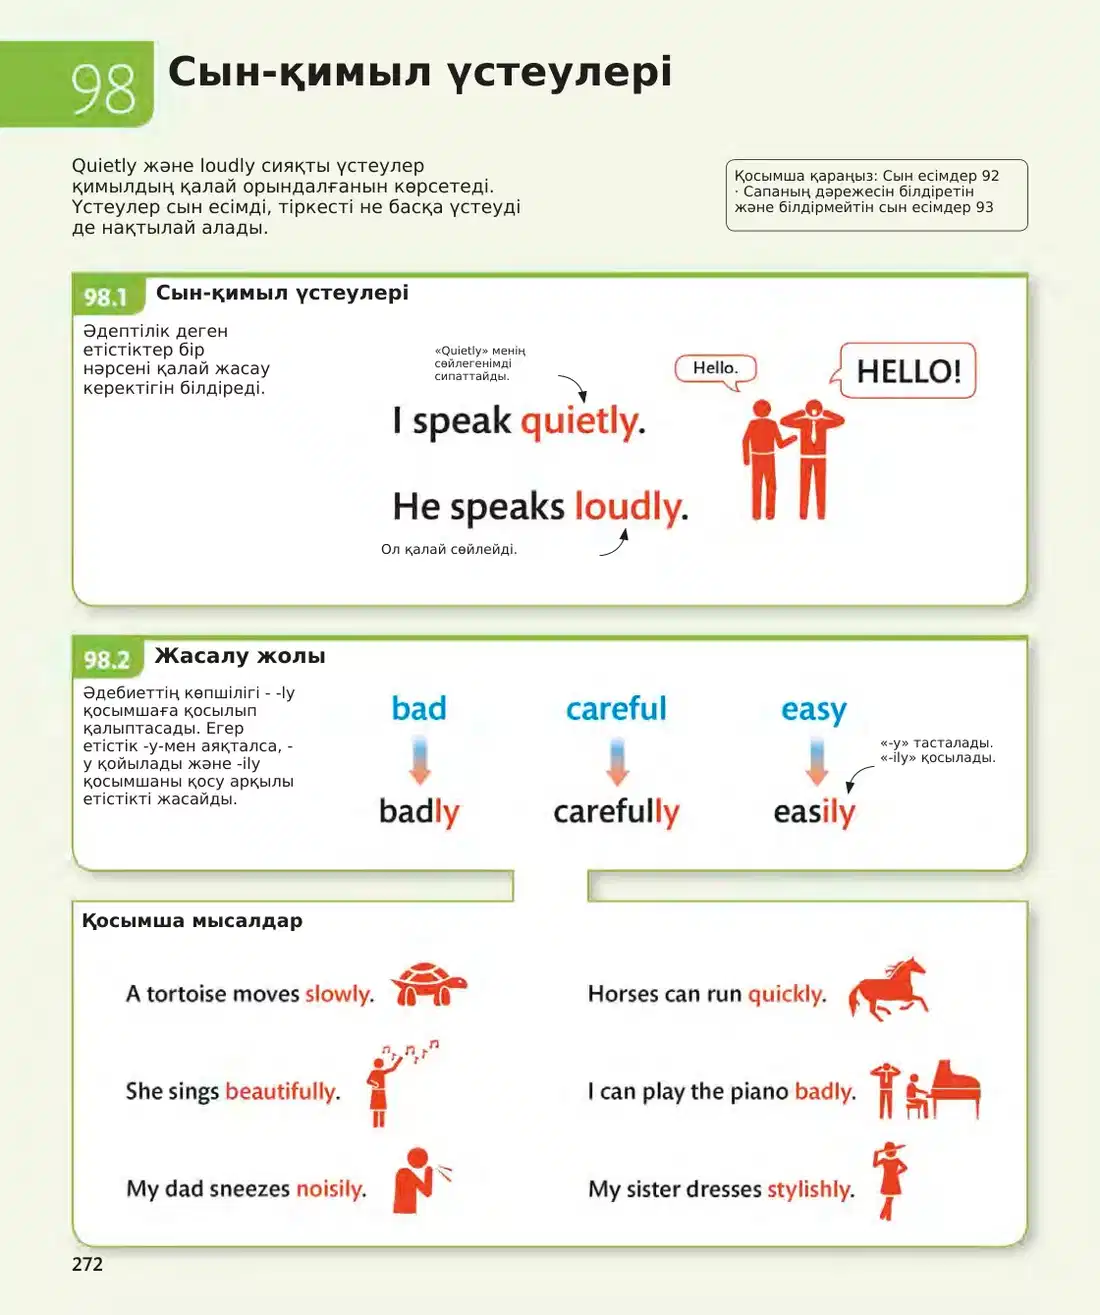 98
Сын-қимыл үстеулері
Quietly және loudly сияқты үстеулер
қимылдың қалай орындалғанын көрсетеді.
Үстеулер сын есімді, тіркесті не басқа үстеуді
де нақтылай алады.
Қосымша қараңыз: Сын есімдер 92
· Сапаның дәрежесін білдіретін
және білдірмейтін сын есімдер 93
98.1
Сын-қимыл үстеулері
Әдептілік деген
етістіктер бір
нәрсені қалай жасау
керектігін білдіреді.
«Quietly» менің
сөйлегенімді
сипаттайды.
Hello.
HELLO!
I speak quietly.
He speaks loudly.
Ол қалай сөйлейді.
98.2
Жасалу жолы
Әдебиеттің көпшілігі - -ly
қосымшаға қосылып
қалыптасады. Егер
етістік -у-мен аяқталса, -
у қойылады және -ily
қосымшаны қосу арқылы
етістікті жасайды.
bad
careful
easy
«-y» тасталады.
«-ily» қосылады.
badly
carefully
easily
Қосымша мысалдар
A tortoise moves slowly.
Horses can run quickly.
She sings beautifully.
I can play the piano badly.
My dad sneezes noisily.
My sister dresses stylishly.
272